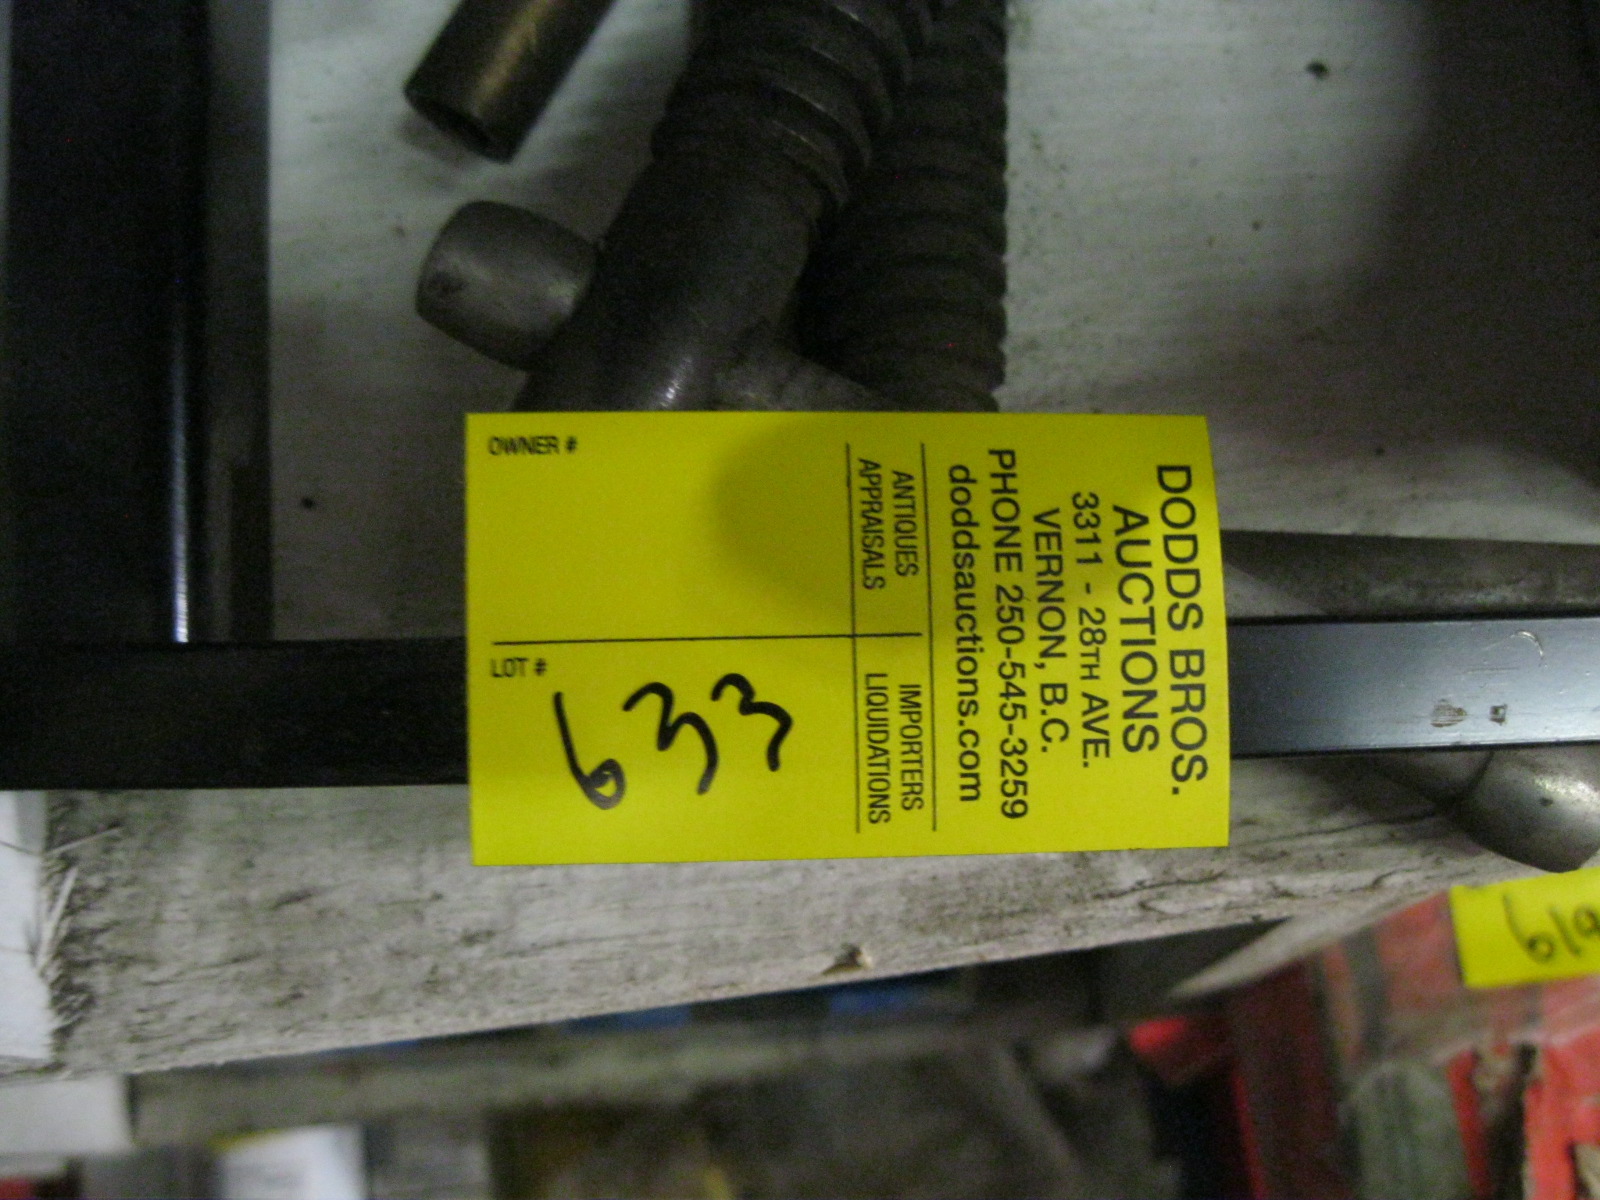 DODDS BROS.
AUCTIONS
3311 - 28TH AVE.
VERNON, B.C.
PHONE 250-545-3259
doddsauctions.com
ANTIQUES
APPRAISALS
IMPORTERS
LIQUIDATIONS
OWNER #
LOT #
633
619